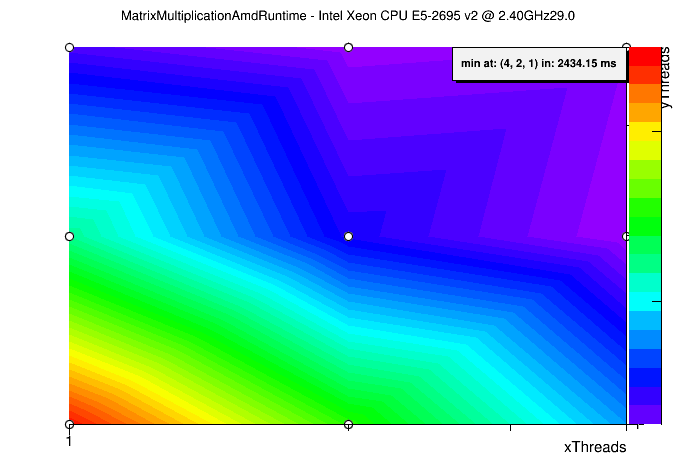 MatrixMultiplicationAmdRuntime - Intel Xeon CPU E5-2695 v2 @ 2.40GHz29.0
min at: (4, 2, 1) in: 2434.15 ms
yThreads
1
xThreads